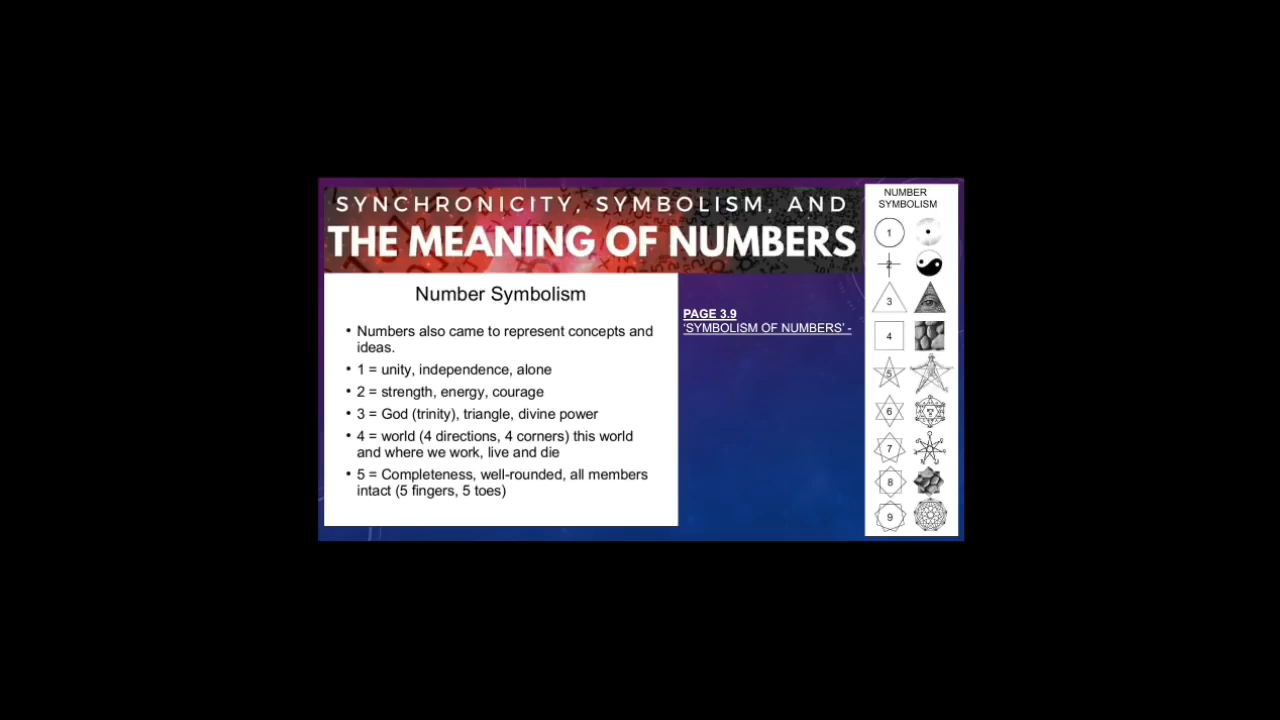 SYNCHRONICITY, SYMBOLISM, AND
THE MEANING OF NUMBERS
Number Symbolism
• Numbers also came to represent concepts and
ideas.
• 1 = unity, independence, alone
• 2 = strength, energy, courage
• 3 = God (trinity), triangle, divine power
• 4 = world (4 directions, 4 corners) this world
and where we work, live and die
• 5 = Completeness, well-rounded, all members
intact (5 fingers, 5 toes)
PAGE 3.9
‘SYMBOLISM OF NUMBERS’ -
NUMBER
SYMBOLISM
1
2
3
4
5
6
7
8
9